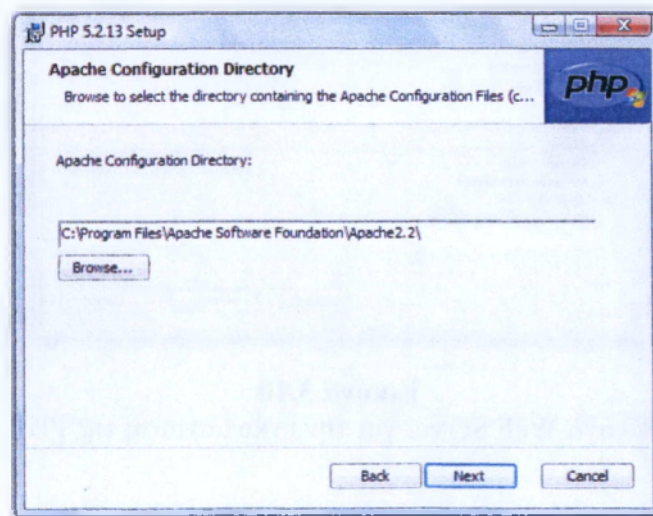 PHP 5.2.13 Setup
Apache Configuration Directory
Browse to select the directory containing the Apache Configuration Files (c...
php
Apache Configuration Directory:
C:\Program Files\Apache Software Foundation\Apache2.2\
Browse...
Back
Next
Cancel